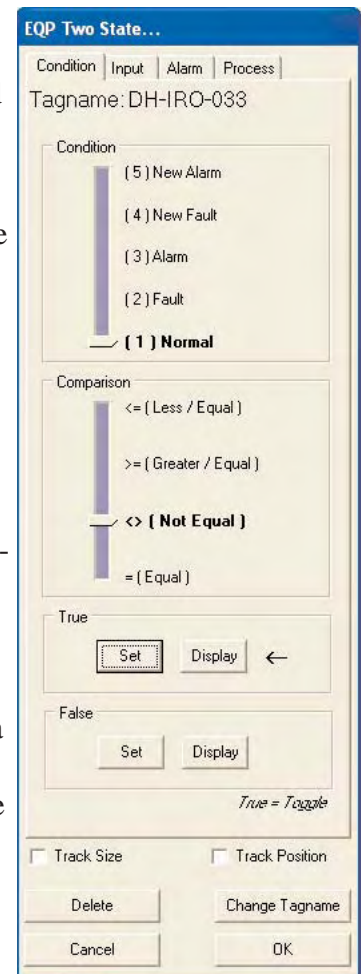 EQP Two State...
Condition Input Alarm Process
Tagname: DH-IRO-033
Condition
( 5 ) New Alarm
( 4 ) New Fault
( 3 ) Alarm
( 2 ) Fault
( 1 ) Normal
Comparison
<= ( Less / Equal )
>= ( Greater / Equal )
<> ( Not Equal )
= ( Equal )
True
Set Display ←
False
Set Display
True = Toggle
Track Size Track Position
Delete Change Tagname
Cancel OK